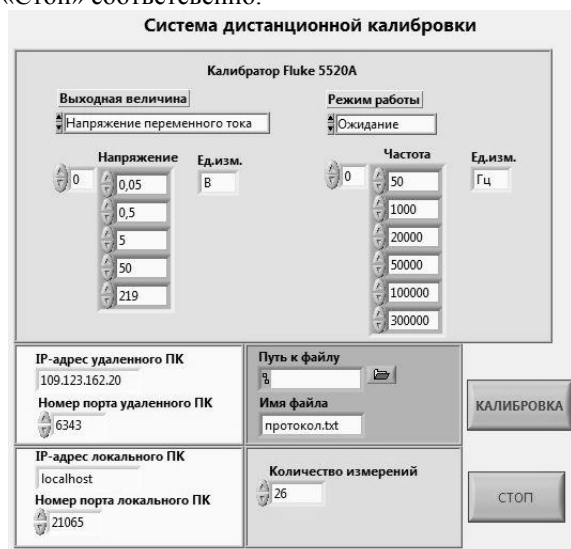 «Стоп» соответсвенно.
Система дистанционной калибровки
Калибратор Fluke 5520A
Выходная величина
Режим работы
Напряжение переменного тока
Ожидание
Напряжение
Ед.изм.
Частота
Ед.изм.
0
0,05
В
0
50
Гц
0,5
1000
5
20000
50
50000
219
100000
300000
IP-адрес удаленного ПК
109.123.162.20
Номер порта удаленного ПК
6343
Путь к файлу
Имя файла
протокол.txt
КАЛИБРОВКА
IP-адрес локального ПК
localhost
Номер порта локального ПК
21065
Количество измерений
26
СТОП